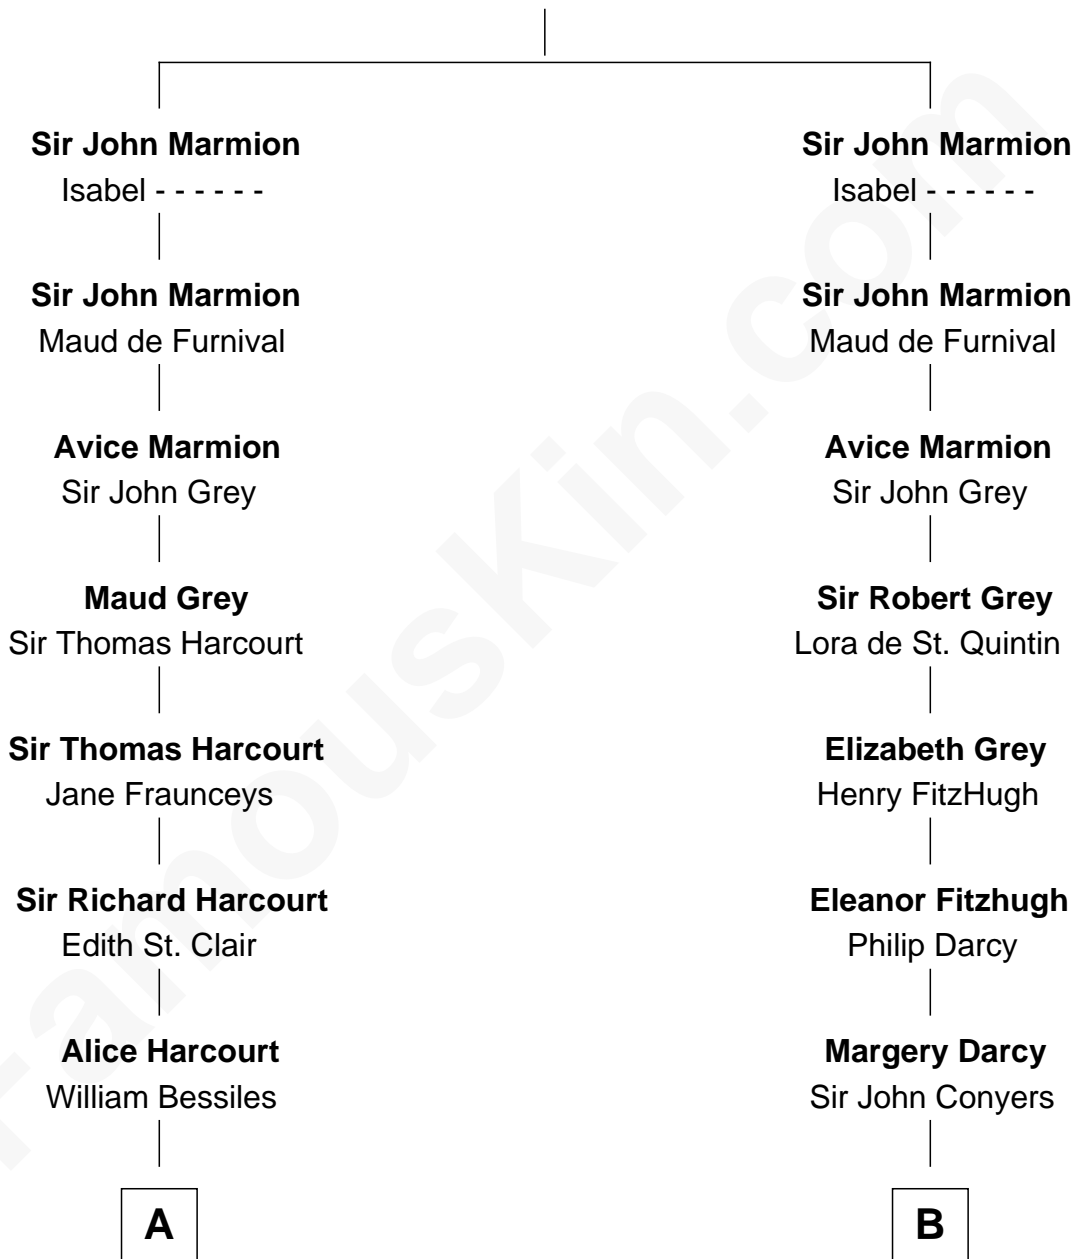 Sir John Marmion
Isabel - - - - - -
Sir John Marmion
Maud de Furnival
Avice Marmion
Sir John Grey
Maud Grey
Sir Thomas Harcourt
Sir Thomas Harcourt
Jane Fraunceys
Sir Richard Harcourt
Edith St. Clair
Alice Harcourt
William Bessiles
A
Sir John Marmion
Isabel - - - - - -
Sir John Marmion
Maud de Furnival
Avice Marmion
Sir John Grey
Sir Robert Grey
Lora de St. Quintin
Elizabeth Grey
Henry FitzHugh
Eleanor Fitzhugh
Philip Darcy
Margery Darcy
Sir John Conyers
B
FamousKin.com